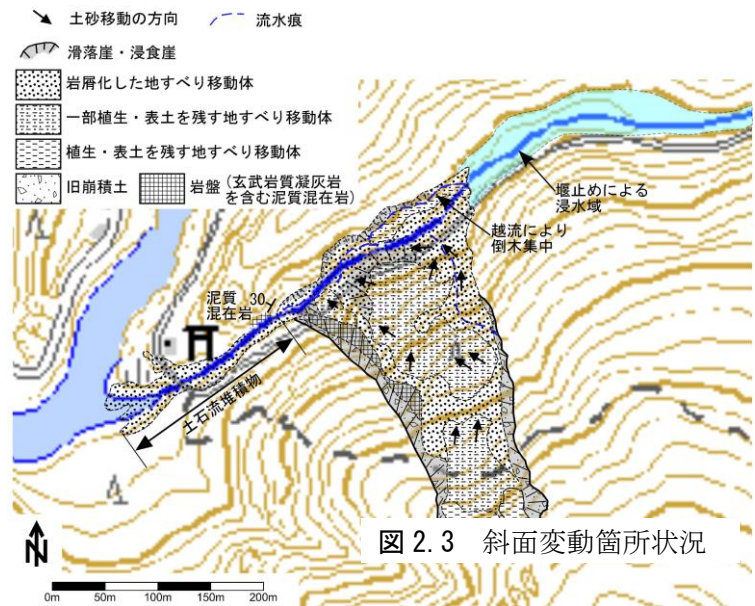 土砂移動の方向 流水痕
滑落崖・浸食崖
岩屑化した地すべり移動体
一部植生・表土を残す地すべり移動体
植生・表土を残す地すべり移動体
旧崩積土 岩盤(玄武岩質凝灰岩
を含む泥質混在岩)
堰止めによる
浸水域
越流により
倒木集中
泥質
混在岩
30
土石流堆積物
図 2.3 斜面変動箇所状況
N
0m 50m 100m 150m 200m